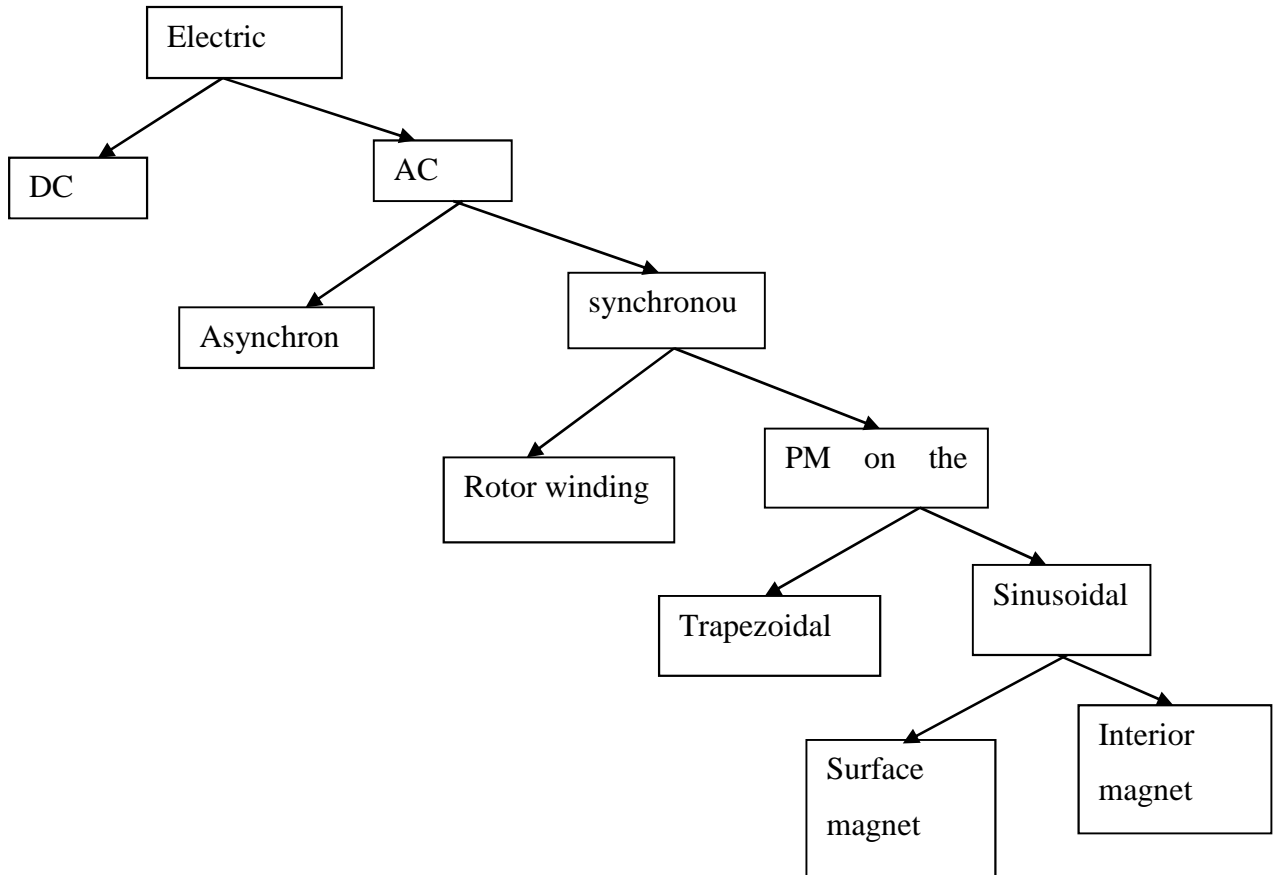 Electric
DC
AC
Asynchron
synchronou
Rotor winding
PM on the
Trapezoidal
Sinusoidal
Surface
magnet
Interior
magnet